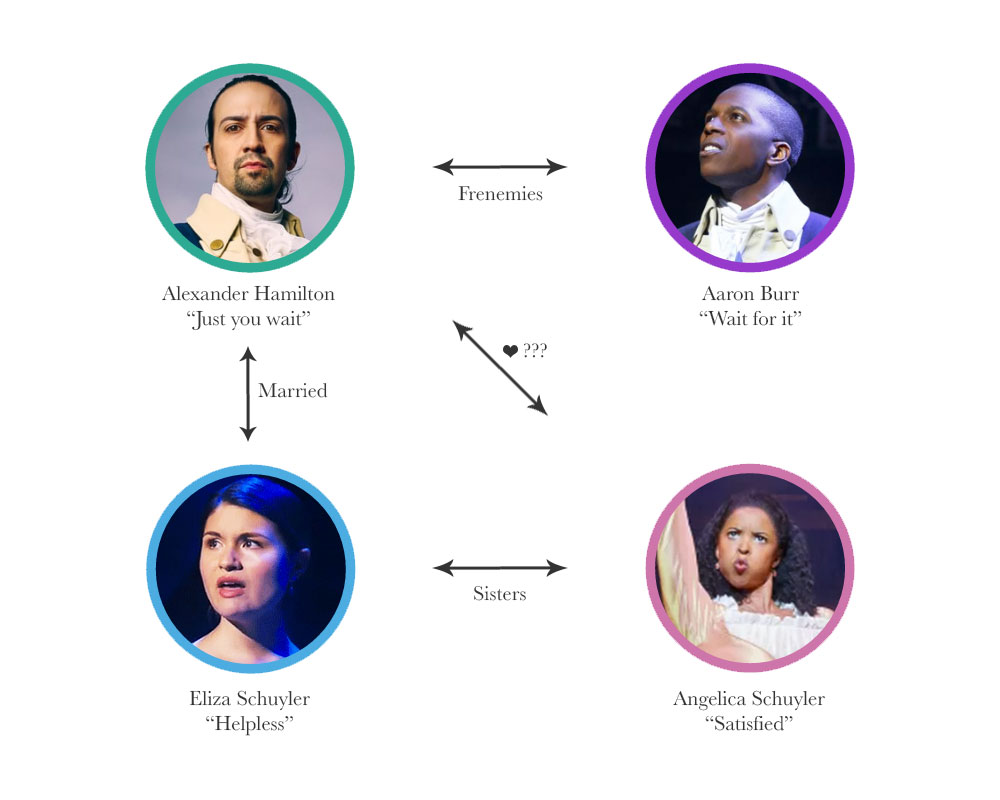 Frenemies
Alexander Hamilton
“Just you wait”
Aaron Burr
“Wait for it”
❤ ???
Married
Sisters
Eliza Schuyler
“Helpless”
Angelica Schuyler
“Satisfied”